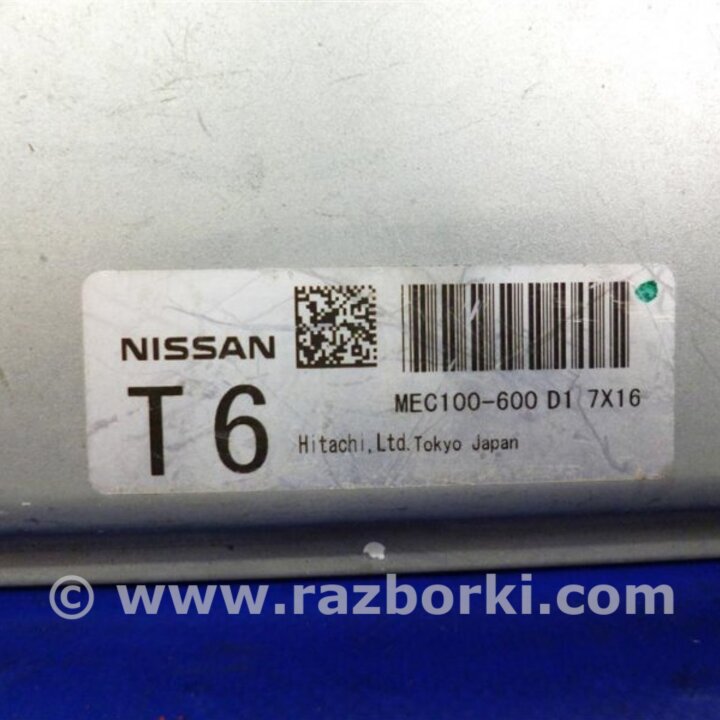 NISSAN
T6
MEC100-600 D1 7X16
Hitachi,Ltd.Tokyo Japan
© www.razborki.com